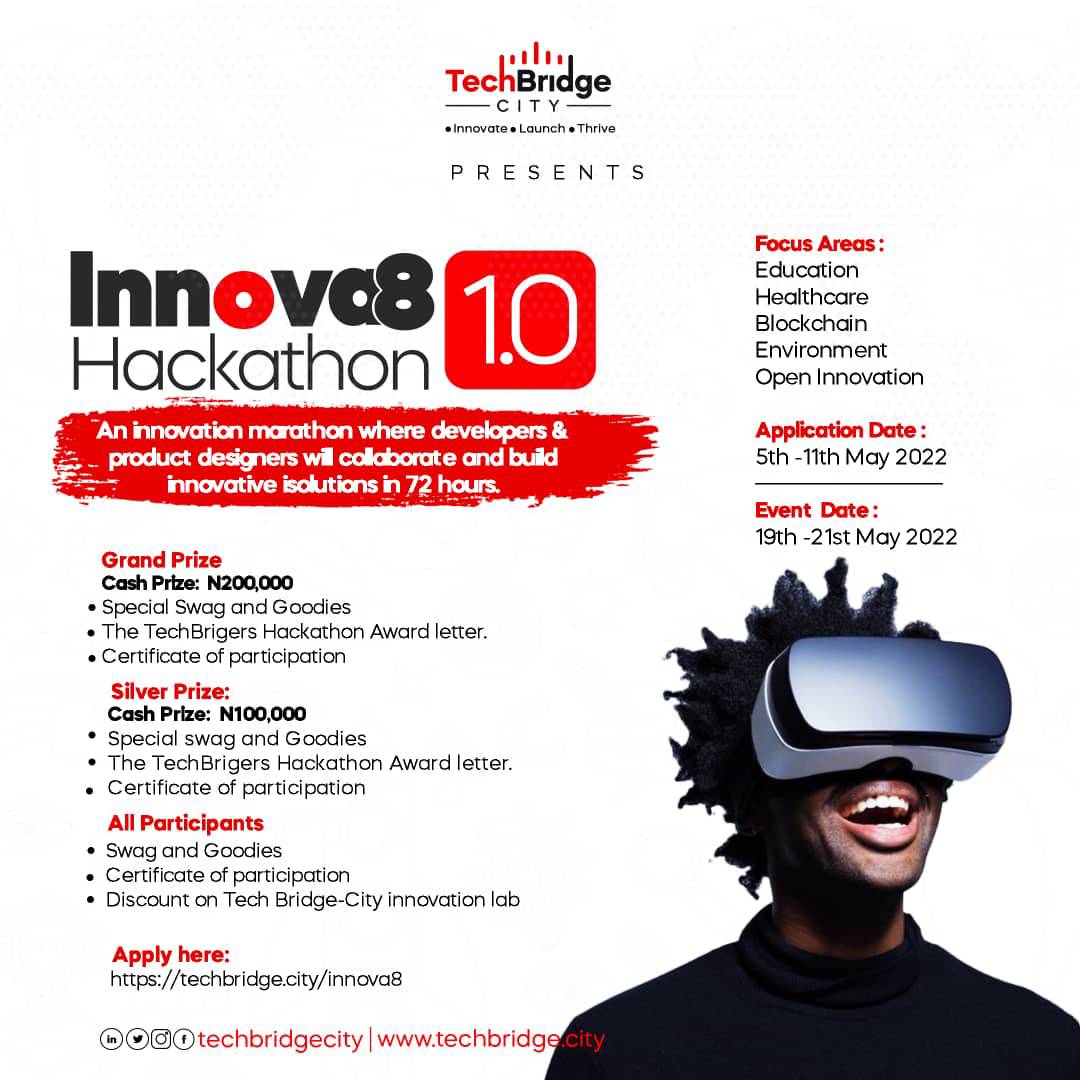 TechBridge
CITY
• Innovate • Launch • Thrive
PRESENTS
Innova8
Hackathon
1.0
An innovation marathon where developers &
product designers will collaborate and build
innovative isolutions in 72 hours.
Focus Areas :
Education
Healthcare
Blockchain
Environment
Open Innovation
Application Date :
5th -11th May 2022
Event Date :
19th -21st May 2022
Grand Prize
Cash Prize: N200,000
• Special Swag and Goodies
• The TechBrigers Hackathon Award letter.
• Certificate of participation
Silver Prize:
Cash Prize: N100,000
• Special swag and Goodies
• The TechBrigers Hackathon Award letter.
• Certificate of participation
All Participants
• Swag and Goodies
• Certificate of participation
• Discount on Tech Bridge-City innovation lab
Apply here:
https://techbridge.city/innova8
techbridgecity | www.techbridge.city